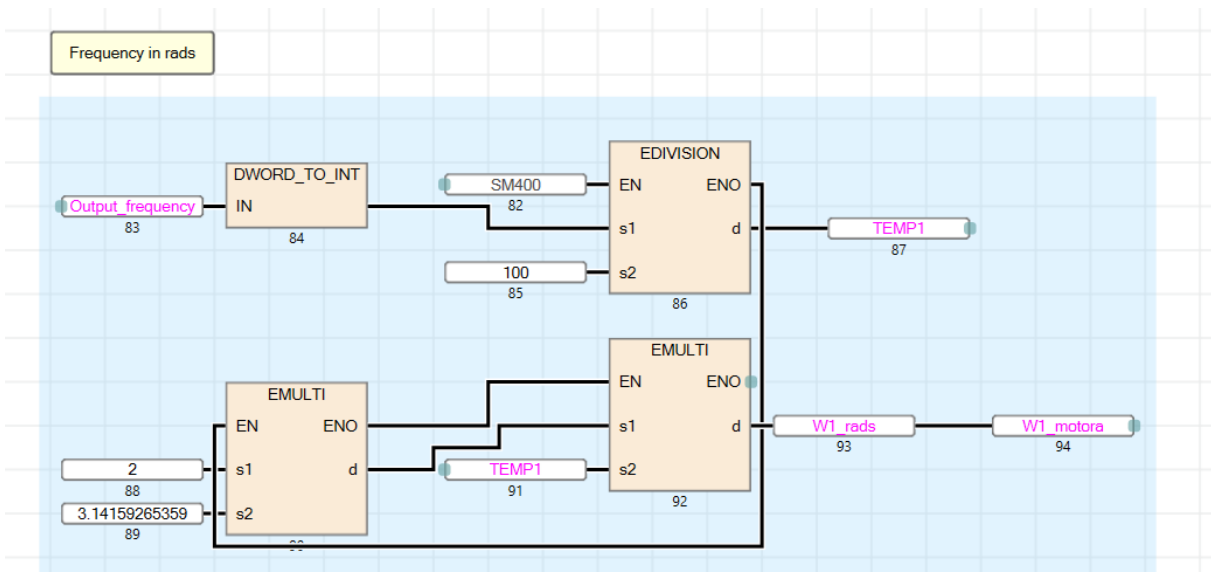 Frequency in rads
EDIVISION
DWORD_TO_INT
SM400
EN ENO
Output_frequency
IN
82
83
84
s1 d
TEMP1
87
100
s2
85
86
EMULTI
EN ENO
EMULTI
EN ENO
s1 d
W1_rads
W1_motora
93
94
2
s1 d
TEMP1
s2
88
91
92
3.14159265359
s2
89